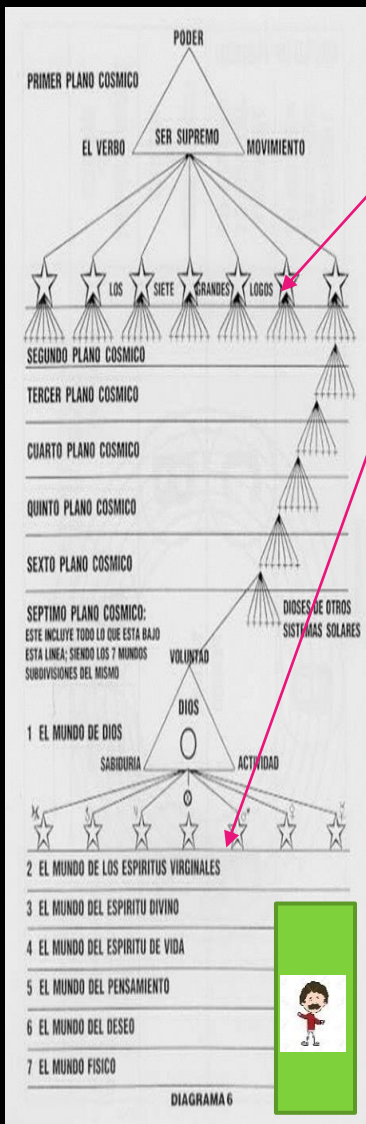 PODER
PRIMER PLANO COSMICO
SER SUPREMO
EL VERBO
MOVIMIENTO
LOS SIETE GRANDES LOGOS
SEGUNDO PLANO COSMICO
TERCER PLANO COSMICO
CUARTO PLANO COSMICO
QUINTO PLANO COSMICO
SEXTO PLANO COSMICO
SEPTIMO PLANO COSMICO:
ESTE INCLUYE TODO LO QUE ESTA BAJO
ESTA LINEA; SIENDO LOS 7 MUNDOS
SUBDIVISIONES DEL MISMO
DIOSES DE OTROS
SISTEMAS SOLARES
VOLUNTAD
DIOS
1 EL MUNDO DE DIOS
SABIDURIA
ACTIVIDAD
2 EL MUNDO DE LOS ESPIRITUS VIRGINALES
3 EL MUNDO DEL ESPIRITU DIVINO
4 EL MUNDO DEL ESPIRITU DE VIDA
5 EL MUNDO DEL PENSAMIENTO
6 EL MUNDO DEL DESEO
7 EL MUNDO FISICO
DIAGRAMA 6